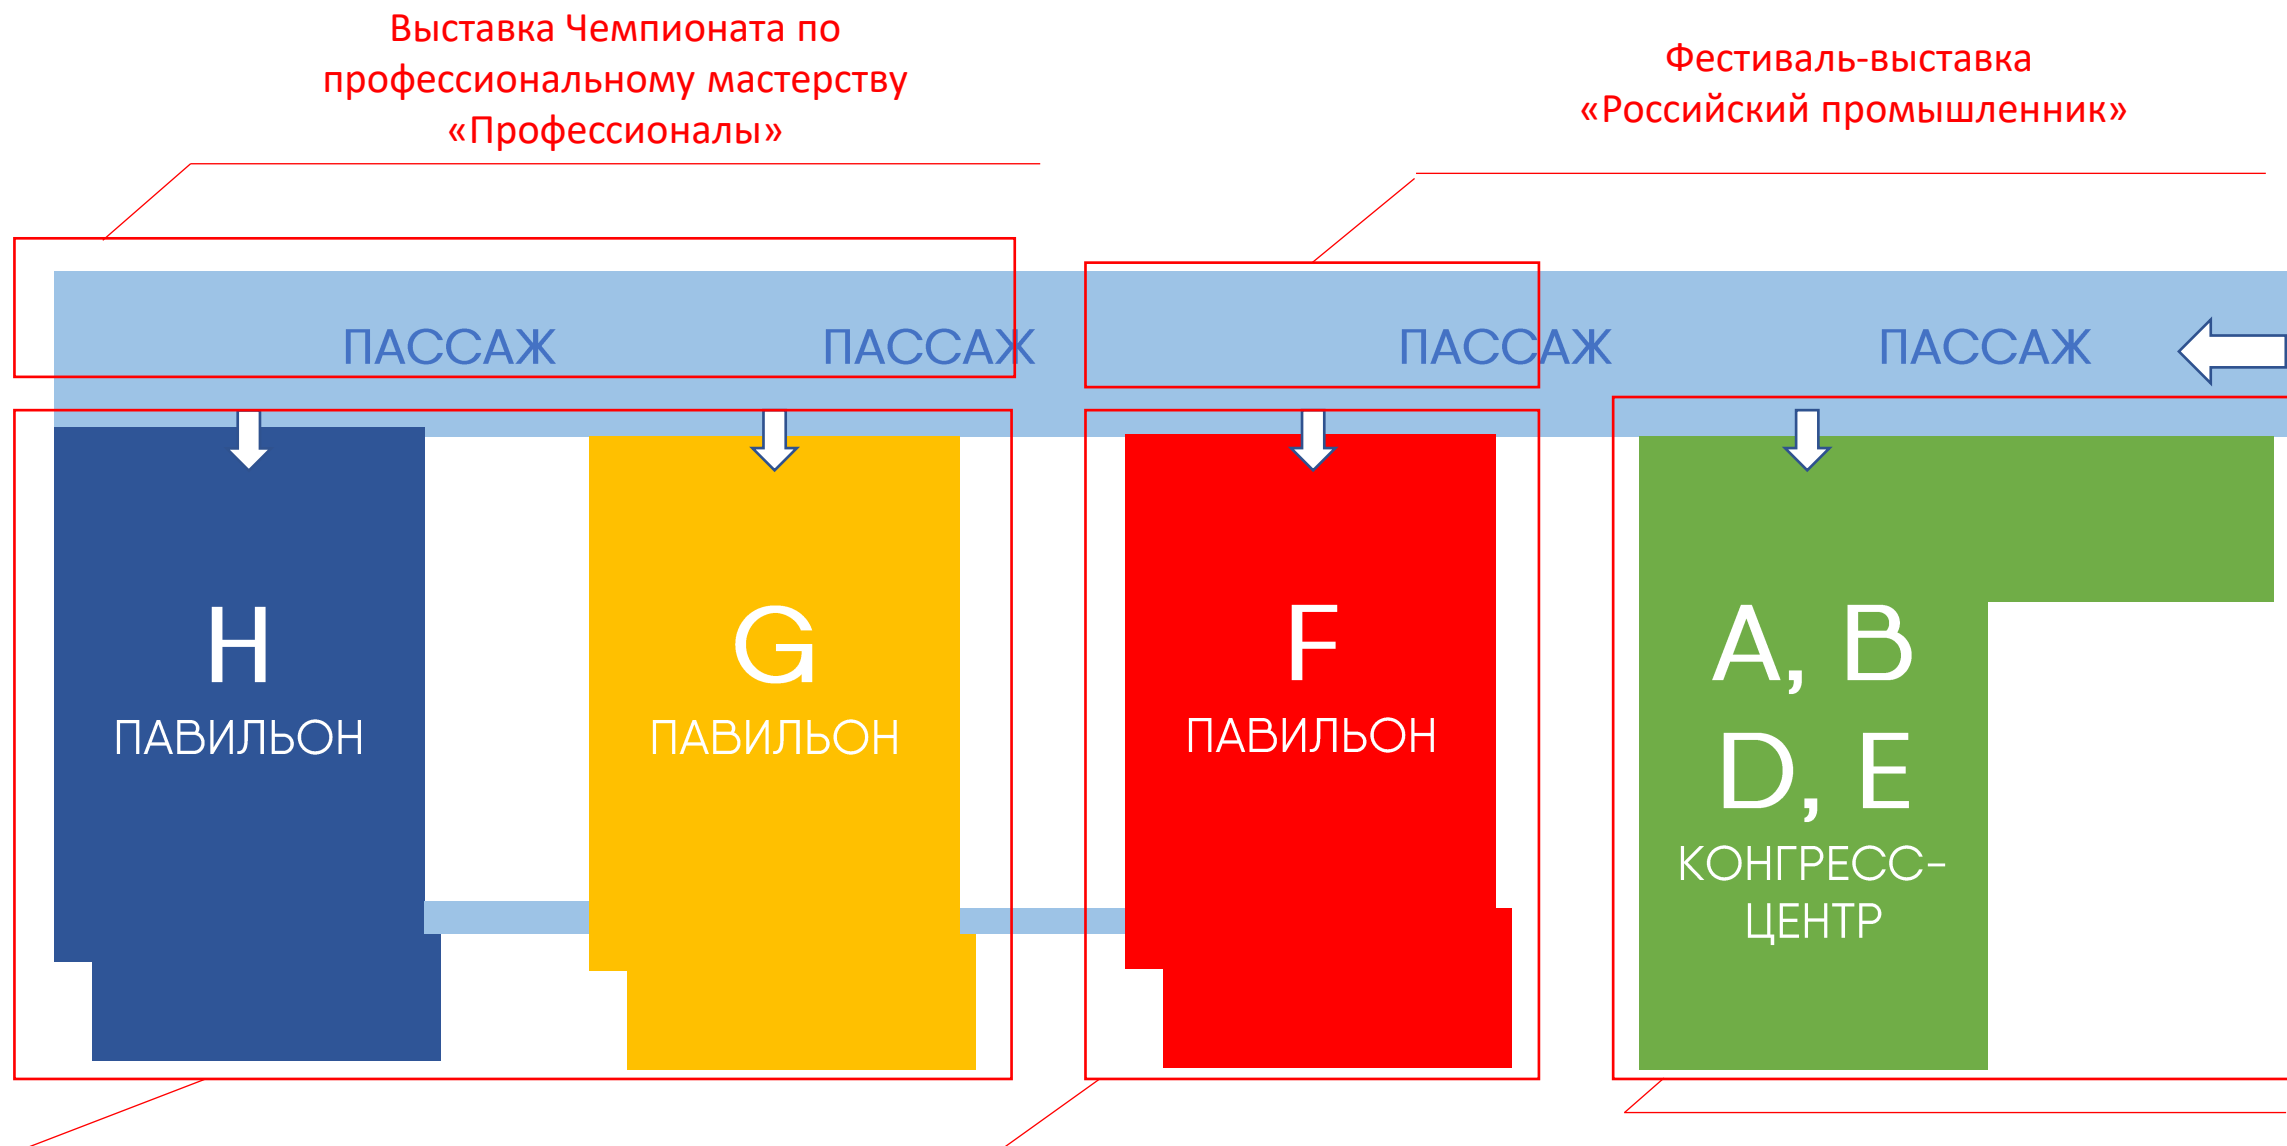 Выставка Чемпионата по
профессиональному мастерству
«Профессионалы»
Фестиваль-выставка
«Российский промышленник»
ПАССАЖ
ПАССАЖ
ПАССАЖ
ПАССАЖ
H
ПАВИЛЬОН
G
ПАВИЛЬОН
F
ПАВИЛЬОН
A, B
D, E
КОНГРЕСС-
ЦЕНТР